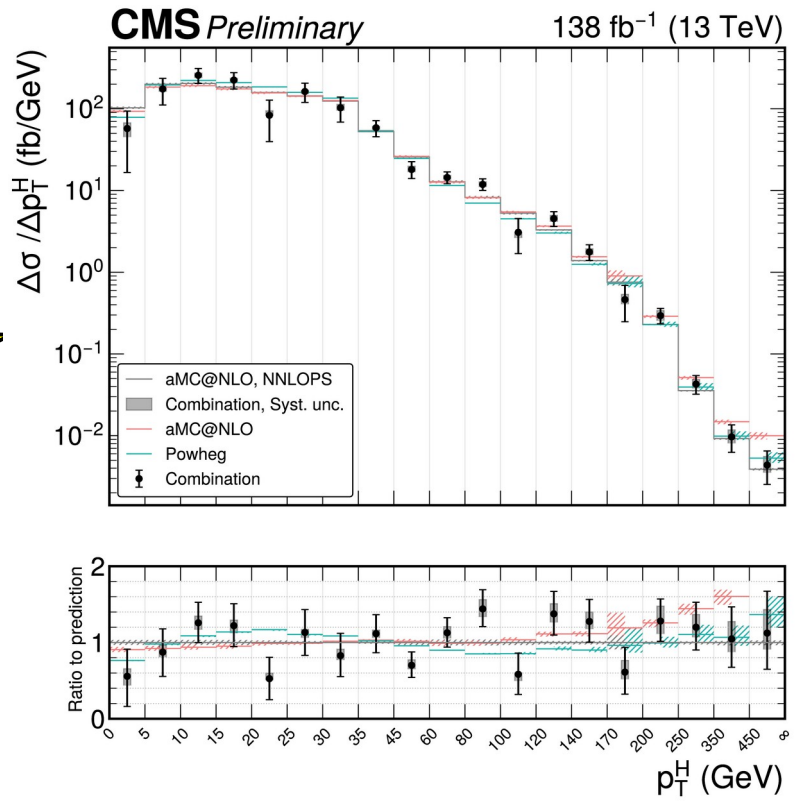 CMS Preliminary 138 fb⁻¹ (13 TeV)
Δσ /Δp_T^H (fb/GeV)
10²
10¹
10⁰
10⁻¹
10⁻²
aMC@NLO, NNLOPS
Combination, Syst. unc.
aMC@NLO
Powheg
Combination
Ratio to prediction
2
1
0
0 5 10 15 20 25 30 35 45 60 80 100 120 140 170 200 250 350 450 ∞
p_T^H (GeV)